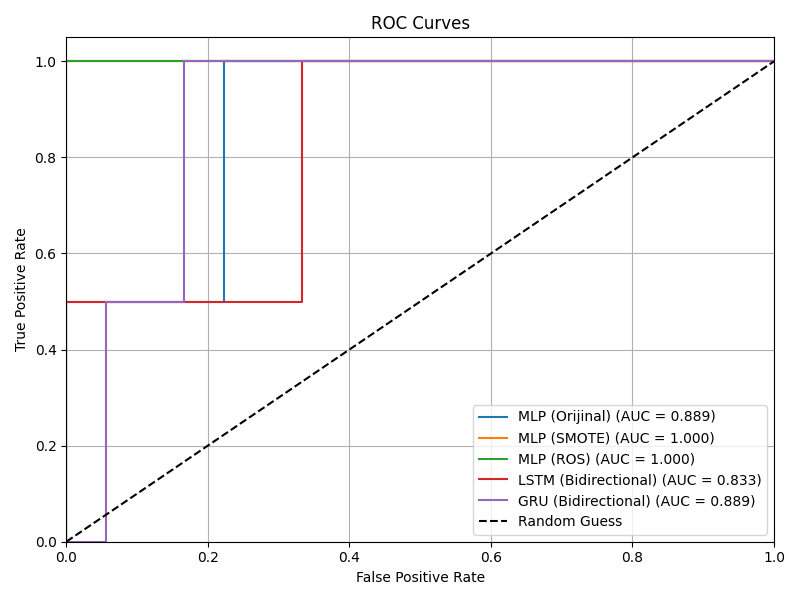 ROC Curves
True Positive Rate
1.0
0.8
0.6
0.4
0.2
0.0
0.0 0.2 0.4 0.6 0.8 1.0
False Positive Rate
MLP (Orijinal) (AUC = 0.889)
MLP (SMOTE) (AUC = 1.000)
MLP (ROS) (AUC = 1.000)
LSTM (Bidirectional) (AUC = 0.833)
GRU (Bidirectional) (AUC = 0.889)
Random Guess